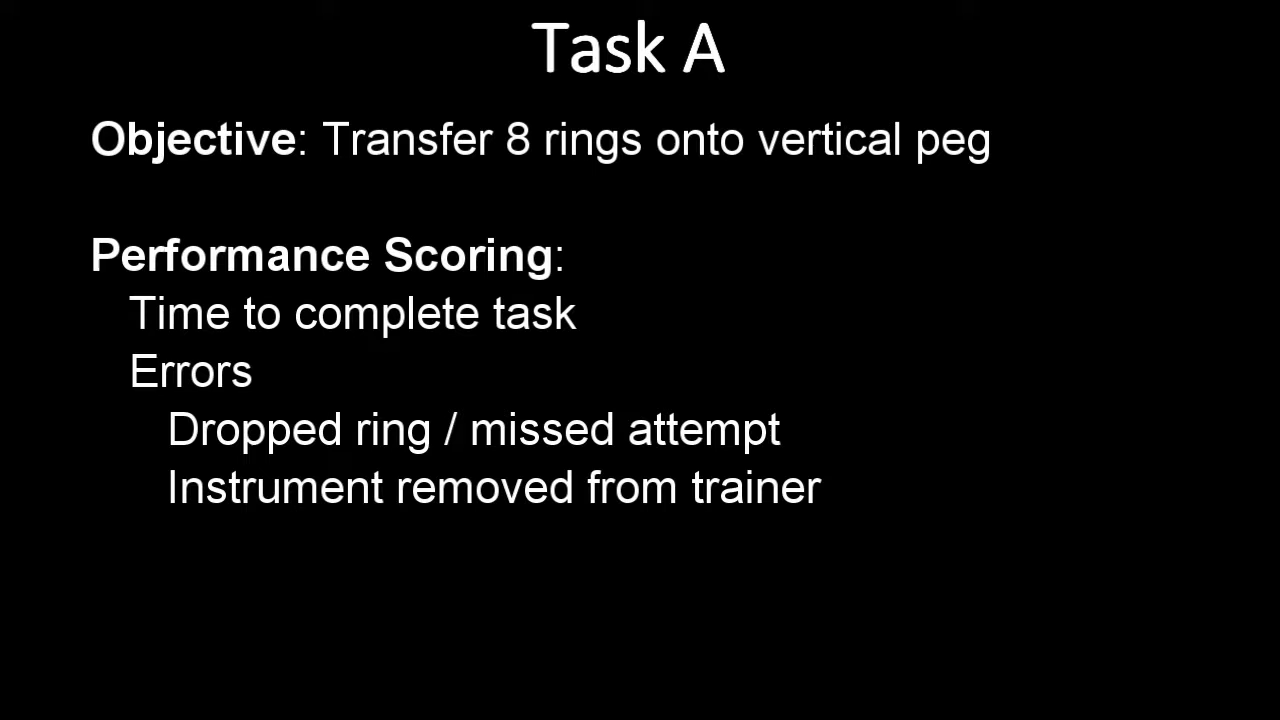 Task A
Objective: Transfer 8 rings onto vertical peg
Performance Scoring:
Time to complete task
Errors
Dropped ring / missed attempt
Instrument removed from trainer